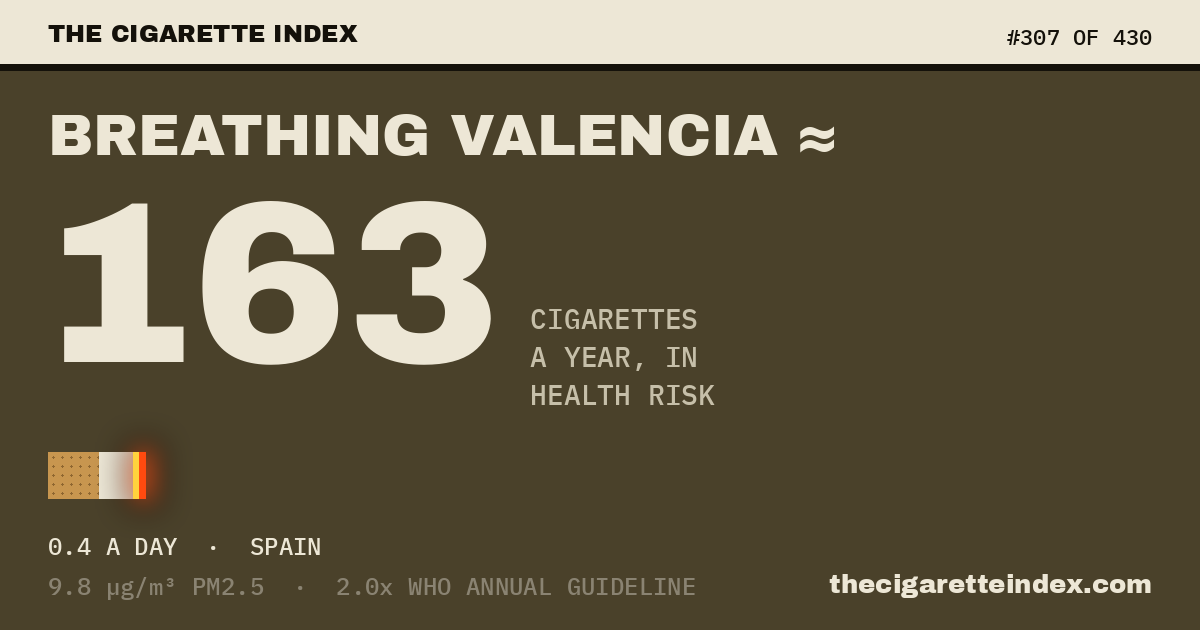 THE CIGARETTE INDEX
#307 OF 430
BREATHING VALENCIA ≈
163
CIGARETTES
A YEAR, IN
HEALTH RISK
0.4 A DAY · SPAIN
9.8 µg/m³ PM2.5 · 2.0x WHO ANNUAL GUIDELINE
thecigaretteindex.com